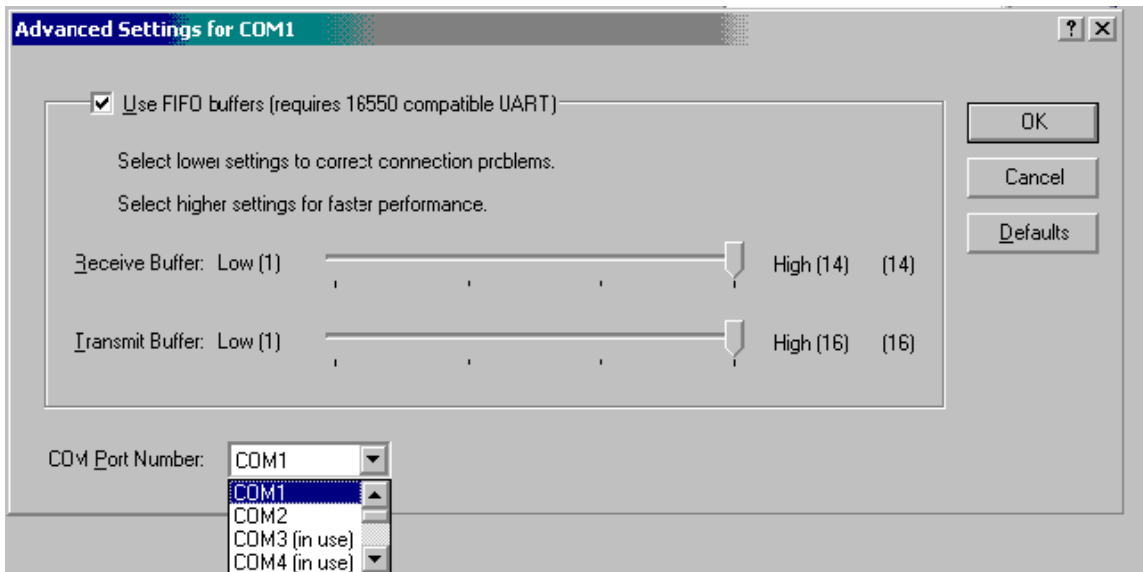 Advanced Settings for COM1
Use FIFO buffers (requires 16550 compatible UART)
OK
Select lower settings to correct connection problems.
Cancel
Select higher settings for faster performance.
Defaults
Receive Buffer: Low (1) High (14) (14)
Transmit Buffer: Low (1) High (16) (16)
COM Port Number: COM1
COM1
COM2
COM3 (in use)
COM4 (in use)